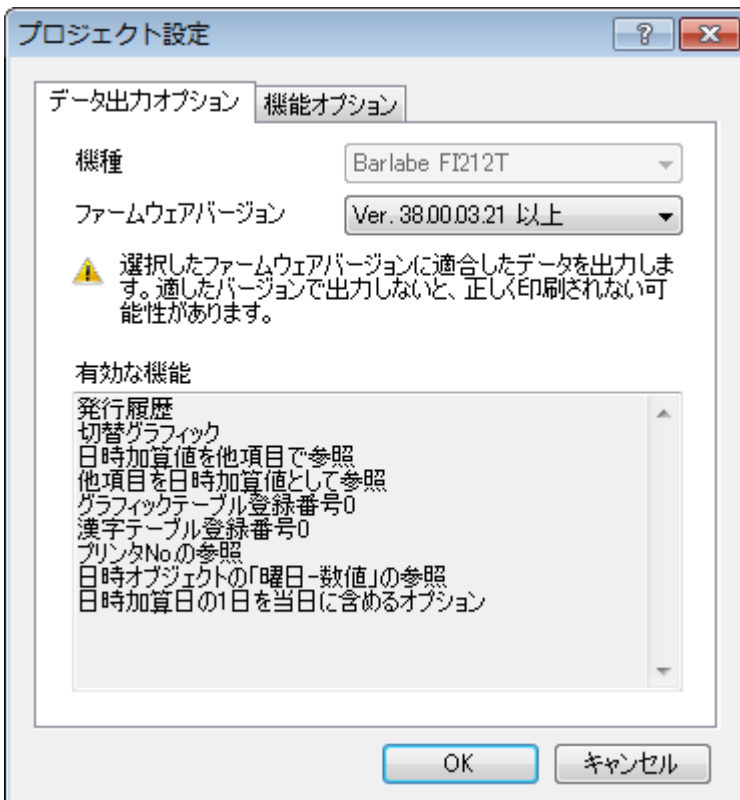 プロジェクト設定
データ出力オプション 機能オプション
機種 Barlabe FI212T
ファームウェアバージョン Ver. 38.00.03.21 以上
選択したファームウェアバージョンに適合したデータを出力しま
す。適したバージョンで出力しないと、正しく印刷されない可
能性があります。
有効な機能
発行履歴
切替グラフィック
日時加算値を他項目で参照
他項目を日時加算値として参照
グラフィックテーブル登録番号0
漢字テーブル登録番号0
プリンタNo.の参照
日時オブジェクトの「曜日-数値」の参照
日時加算日の1日を当日に含めるオプション
OK キャンセル